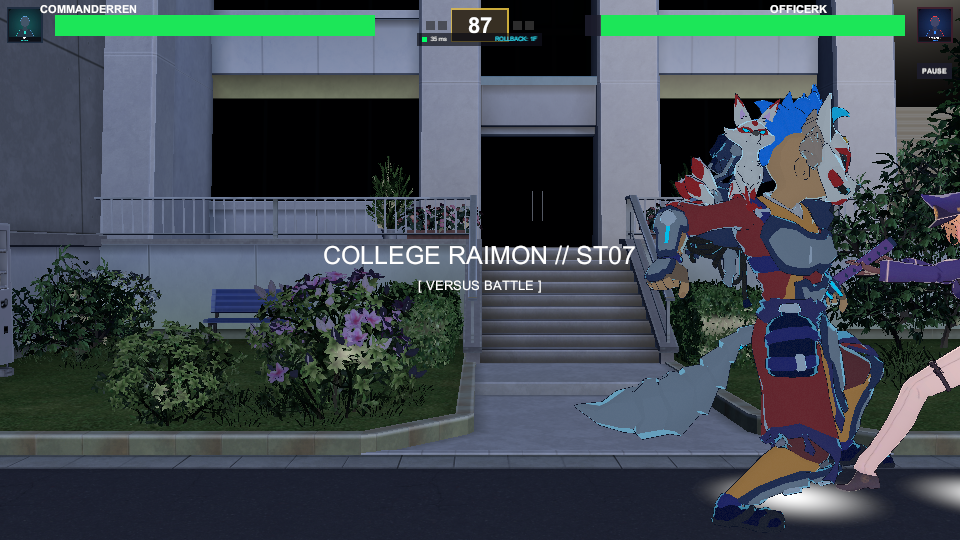 COMMANDERREN
OFFICERK
87
35 ms
ROLLBACK: 1F
PAUSE
COLLEGE RAIMON // ST07
[ VERSUS BATTLE ]